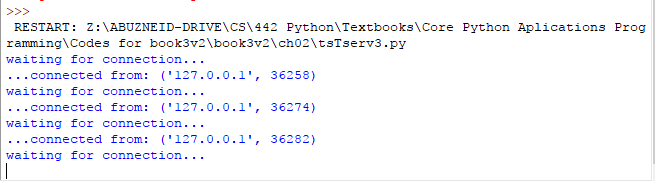 >>>
RESTART: Z:\ABUZNEID-DRIVE\CS\442 Python\Textbooks\Core Python Aplications Prog
ramming\Codes for book3v2\book3v2\ch02\tsTserv3.py
waiting for connection...
...connected from: ('127.0.0.1', 36258)
waiting for connection...
...connected from: ('127.0.0.1', 36274)
waiting for connection...
...connected from: ('127.0.0.1', 36282)
waiting for connection...